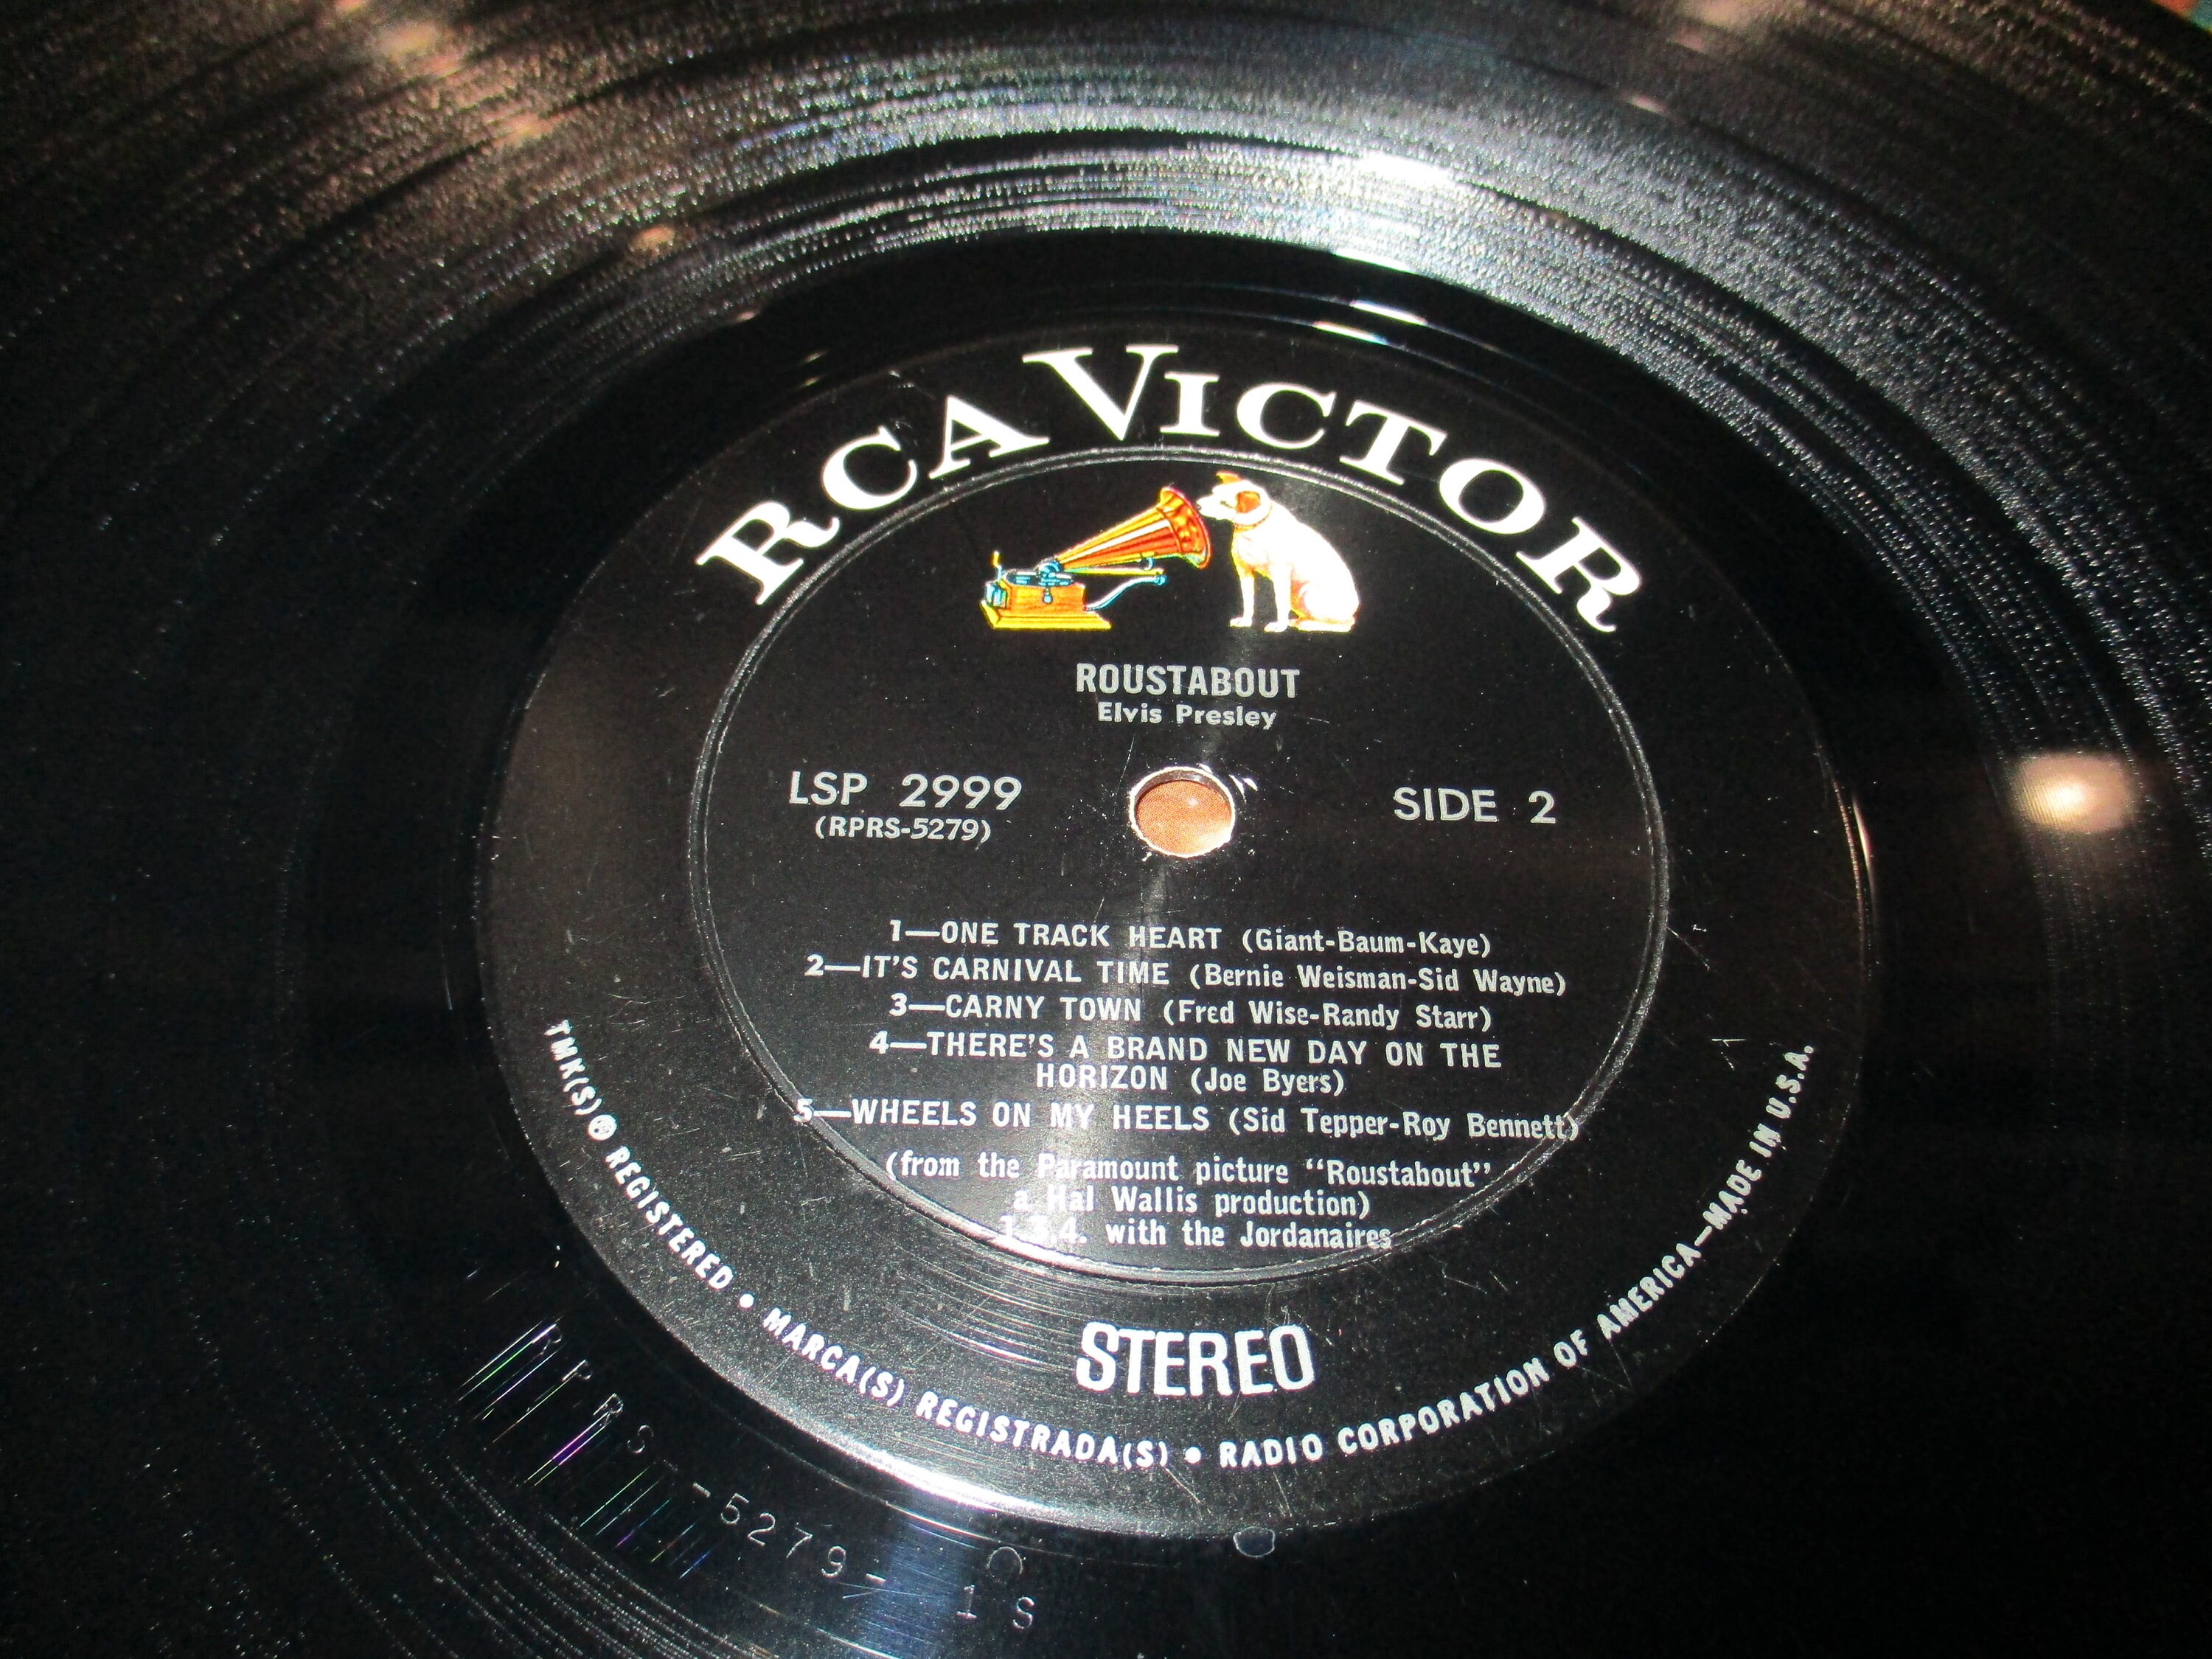 RCA VICTOR
ROUSTABOUT
Elvis Presley
LSP 2999
(RPRS-5279)
SIDE 2
1—ONE TRACK HEART (Giant-Baum-Kaye)
2—IT'S CARNIVAL TIME (Bernie Weisman-Sid Wayne)
3—CARNY TOWN (Fred Wise-Randy Starr)
4—THERE'S A BRAND NEW DAY ON THE
HORIZON (Joe Byers)
5—WHEELS ON MY HEELS (Sid Tepper-Roy Bennett)
(from the Paramount picture “Roustabout”
a Hal Wallis production)
1.3.4. with the Jordanaires
STEREO
TMK(S) ® REGISTERED • MARCA(S) REGISTRADA(S) • RADIO CORPORATION OF AMERICA—MADE IN U.S.A.
RPRS-5279-1S